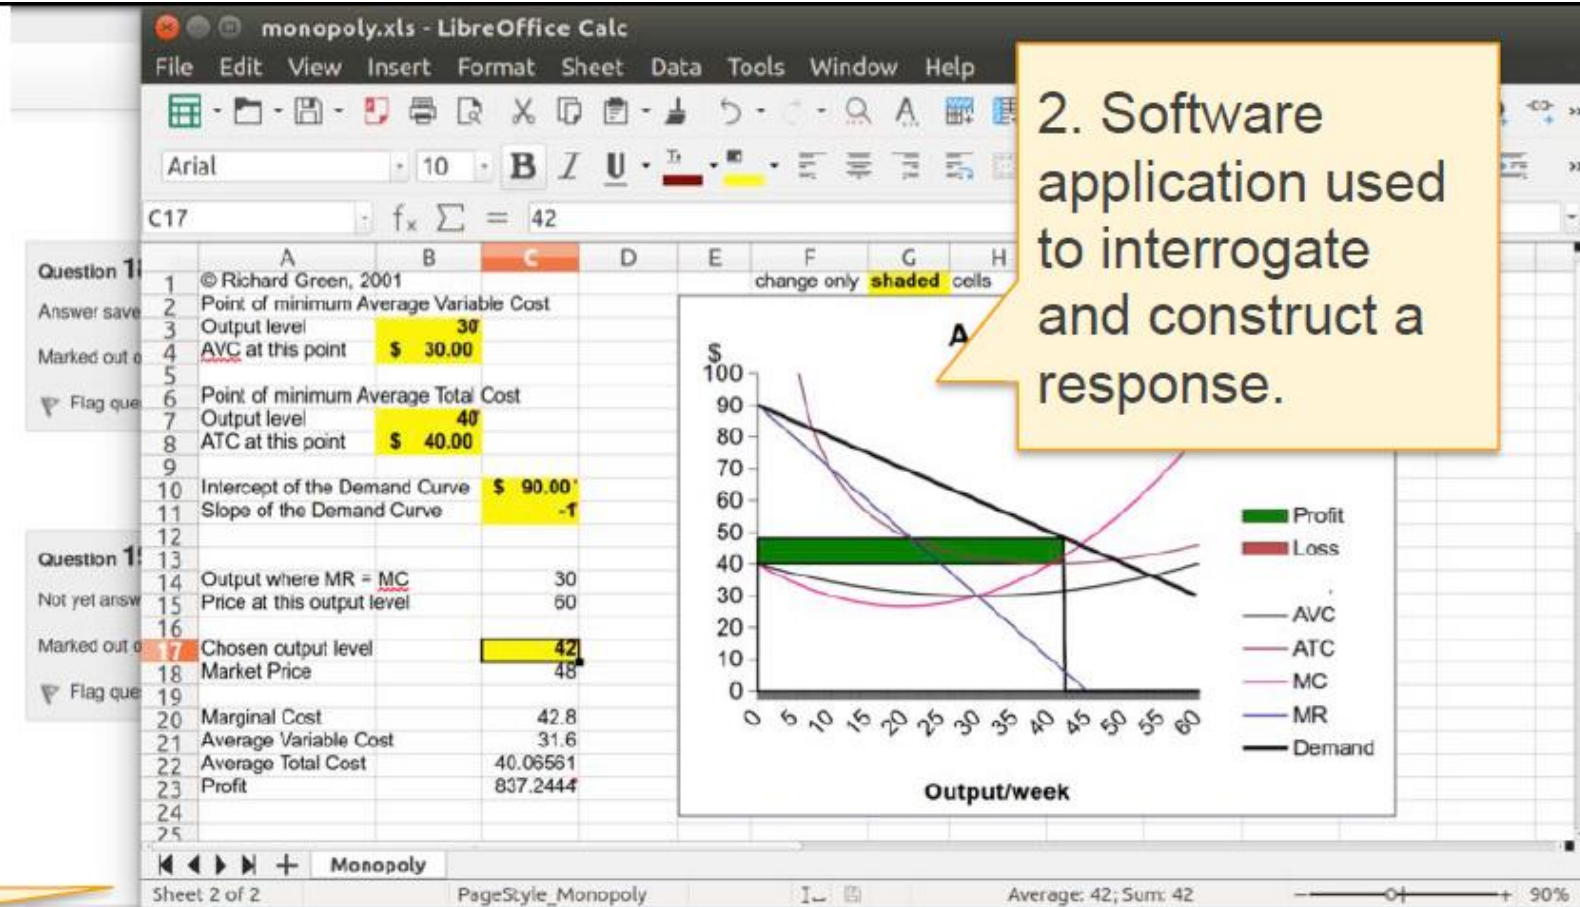 monopoly.xls - LibreOffice Calc
File Edit View Insert Format Sheet Data Tools Window Help
Arial 10 B I U
C17 fx Σ = 42
2. Software
application used
to interrogate
and construct a
response.
A B C D E F G H
1 © Richard Green, 2001 change only shaded cells
2 Point of minimum Average Variable Cost
3 Output level 30
4 AVC at this point $ 30.00
5
6 Point of minimum Average Total Cost
7 Output level 40
8 ATC at this point $ 40.00
9
10 Intercept of the Demand Curve $ 90.00
11 Slope of the Demand Curve -1
12
13
14 Output where MR = MC 30
15 Price at this output level 60
16
17 Chosen output level 42
18 Market Price 48
19
20 Marginal Cost 42.8
21 Average Variable Cost 31.6
22 Average Total Cost 40.06561
23 Profit 837.2444
24
25
$
100
90
80
70
60
50
40
30
20
10
0
0 5 10 15 20 25 30 35 40 45 50 55 60
Output/week
Profit
Loss
AVC
ATC
MC
MR
Demand
Question
Answer save
Marked out
Flag que
Question
Not yet answ
Marked out
Flag que
Monopoly
Sheet 2 of 2 PageStyle_Monopoly Average: 42; Sum: 42 90%